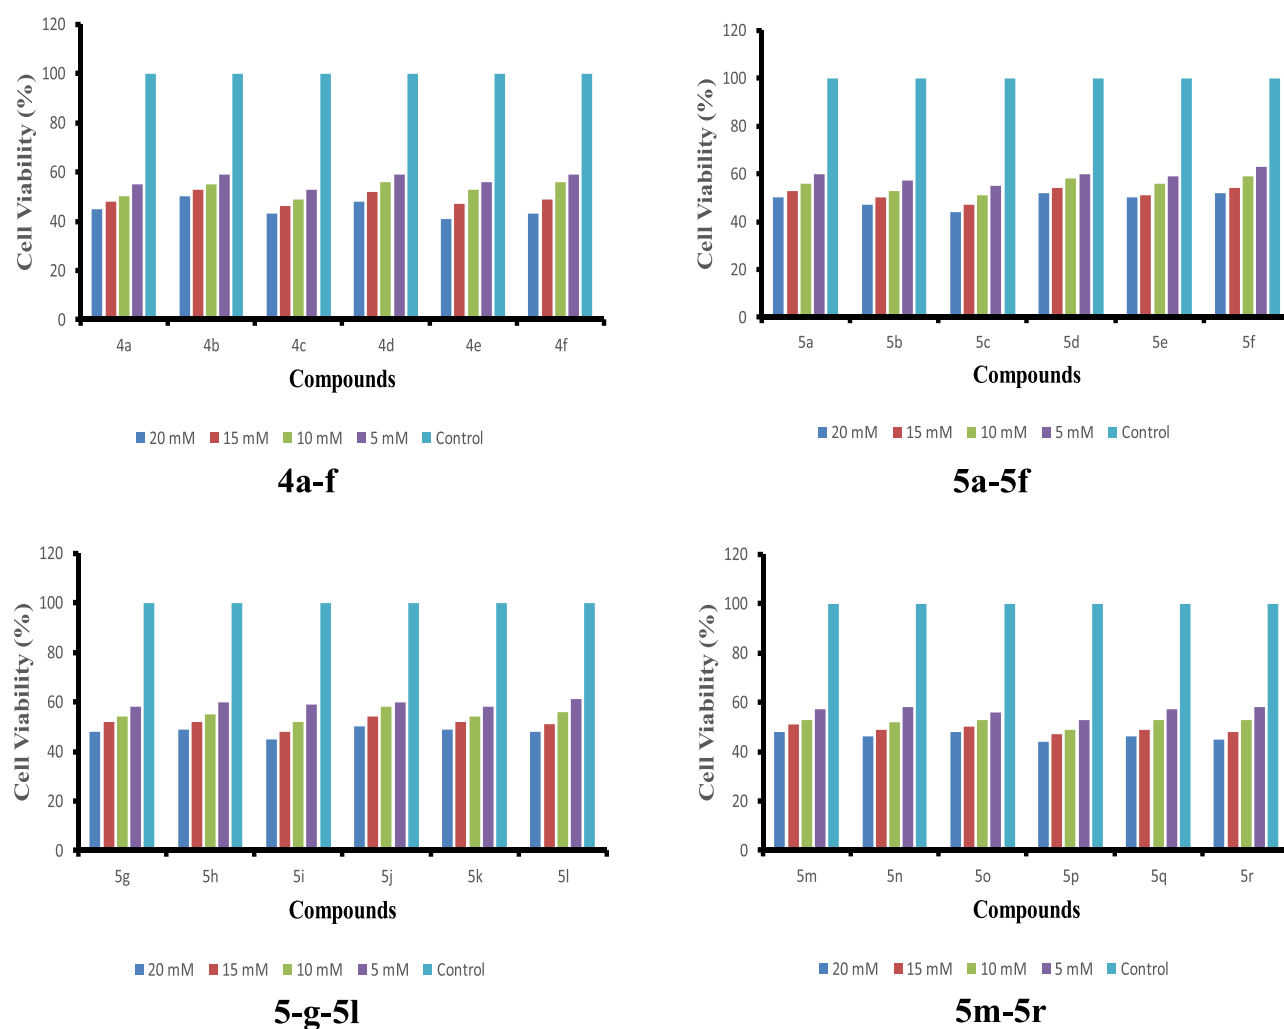 120
100
80
60
40
20
0
Cell Viability (%)
4a 4b 4c 4d 4e 4f
Compounds
20 mM 15 mM 10 mM 5 mM Control
4a-f
120
100
80
60
40
20
0
Cell Viability (%)
5a 5b 5c 5d 5e 5f
Compounds
20 mM 15 mM 10 mM 5 mM Control
5a-5f
120
100
80
60
40
20
0
Cell Viability (%)
5g 5h 5i 5j 5k 5l
Compounds
20 mM 15 mM 10 mM 5 mM Control
5-g-5l
120
100
80
60
40
20
0
Cell Viability (%)
5m 5n 5o 5p 5q 5r
Compounds
20 mM 15 mM 10 mM 5 mM Control
5m-5r